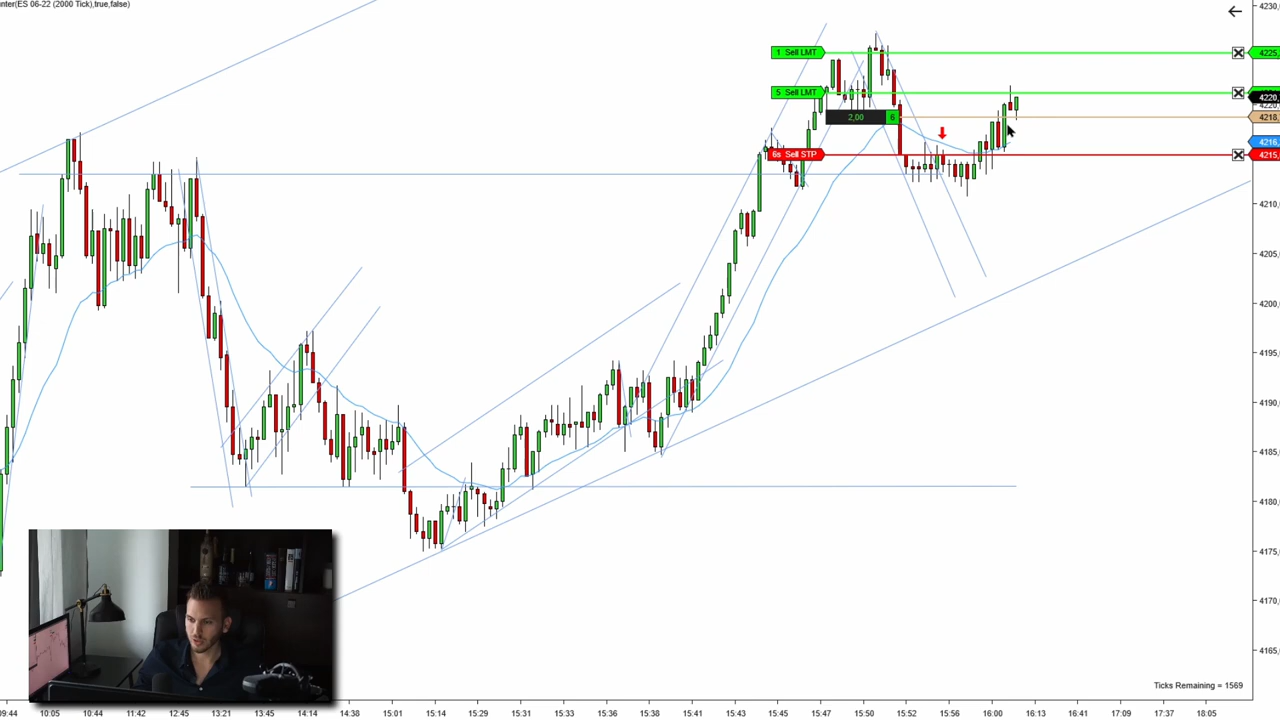 nter(ES 06-22 (2000 Tick),true,false)
4230,
1 Sell LMT
4225,
5 Sell LMT
4220,
2,00 6
4218,
4216,
6s Sell STP
4215,
4210,
4205,
4200,
4195,
4190,
4185,
4180,
4175,
4170,
4165,
Ticks Remaining = 1569
09:44 10:05 10:44 11:42 12:45 13:21 13:45 14:14 14:38 15:01 15:14 15:29 15:31 15:33 15:36 15:38 15:41 15:43 15:45 15:47 15:50 15:52 15:56 16:00 16:13 16:41 17:09 17:37 18:05